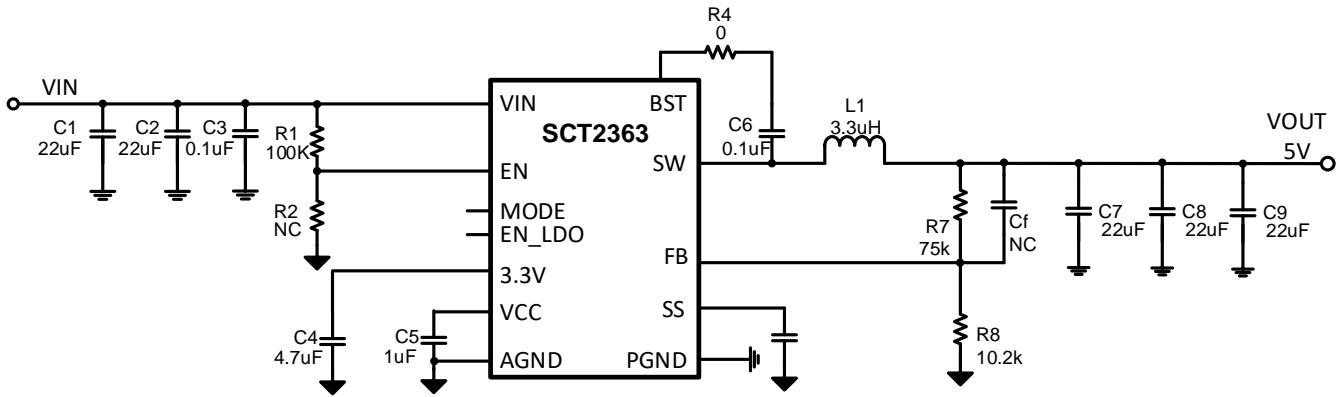 R4
0
VIN
C1
22uF
C2
22uF
C3
0.1uF
R1
100K
R2
NC
C4
4.7uF
C5
1uF
VIN
EN
MODE
EN_LDO
3.3V
VCC
AGND
SCT2363
BST
SW
FB
SS
PGND
C6
0.1uF
L1
3.3uH
R7
75k
Cf
NC
R8
10.2k
C7
22uF
C8
22uF
C9
22uF
VOUT
5V